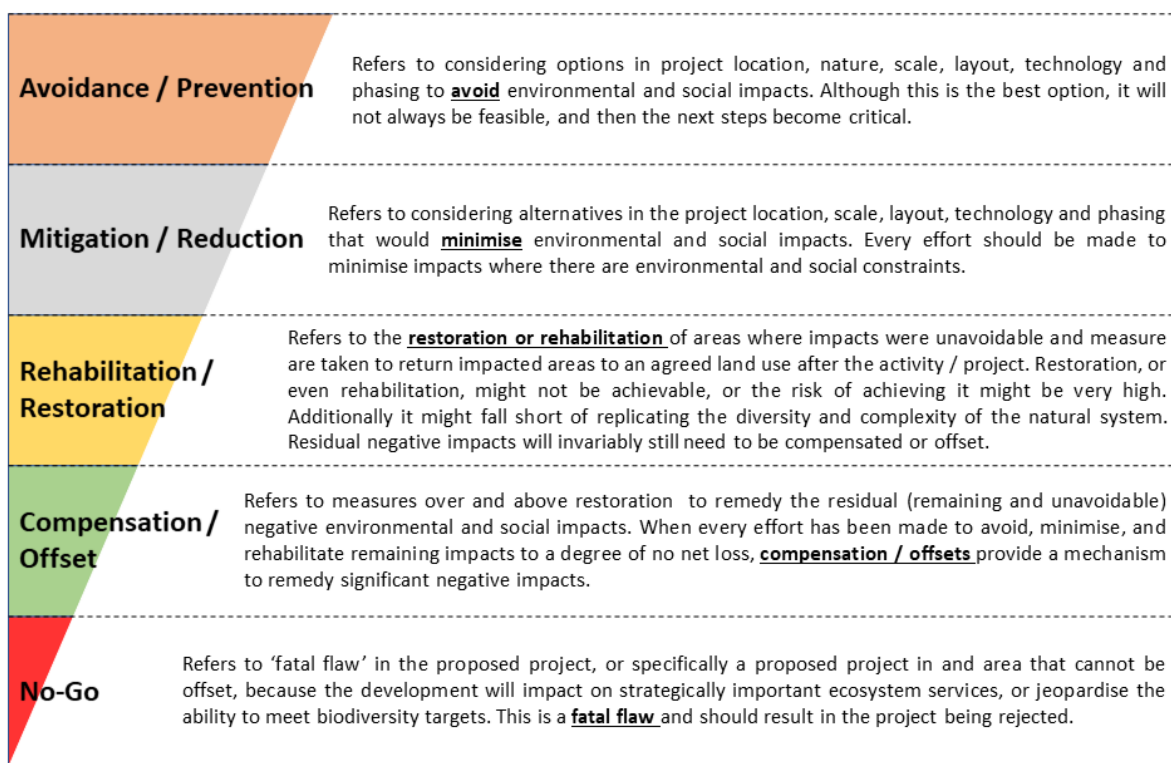 Avoidance / Prevention
Refers to considering options in project location, nature, scale, layout, technology and
phasing to avoid environmental and social impacts. Although this is the best option, it will
not always be feasible, and then the next steps become critical.
Mitigation / Reduction
Refers to considering alternatives in the project location, scale, layout, technology and phasing
that would minimise environmental and social impacts. Every effort should be made to
minimise impacts where there are environmental and social constraints.
Rehabilitation /
Restoration
Refers to the restoration or rehabilitation of areas where impacts were unavoidable and measure
are taken to return impacted areas to an agreed land use after the activity / project. Restoration, or
even rehabilitation, might not be achievable, or the risk of achieving it might be very high.
Additionally it might fall short of replicating the diversity and complexity of the natural system.
Residual negative impacts will invariably still need to be compensated or offset.
Compensation /
Offset
Refers to measures over and above restoration to remedy the residual (remaining and unavoidable)
negative environmental and social impacts. When every effort has been made to avoid, minimise, and
rehabilitate remaining impacts to a degree of no net loss, compensation / offsets provide a mechanism
to remedy significant negative impacts.
No-Go
Refers to ‘fatal flaw’ in the proposed project, or specifically a proposed project in and area that cannot be
offset, because the development will impact on strategically important ecosystem services, or jeopardise the
ability to meet biodiversity targets. This is a fatal flaw and should result in the project being rejected.